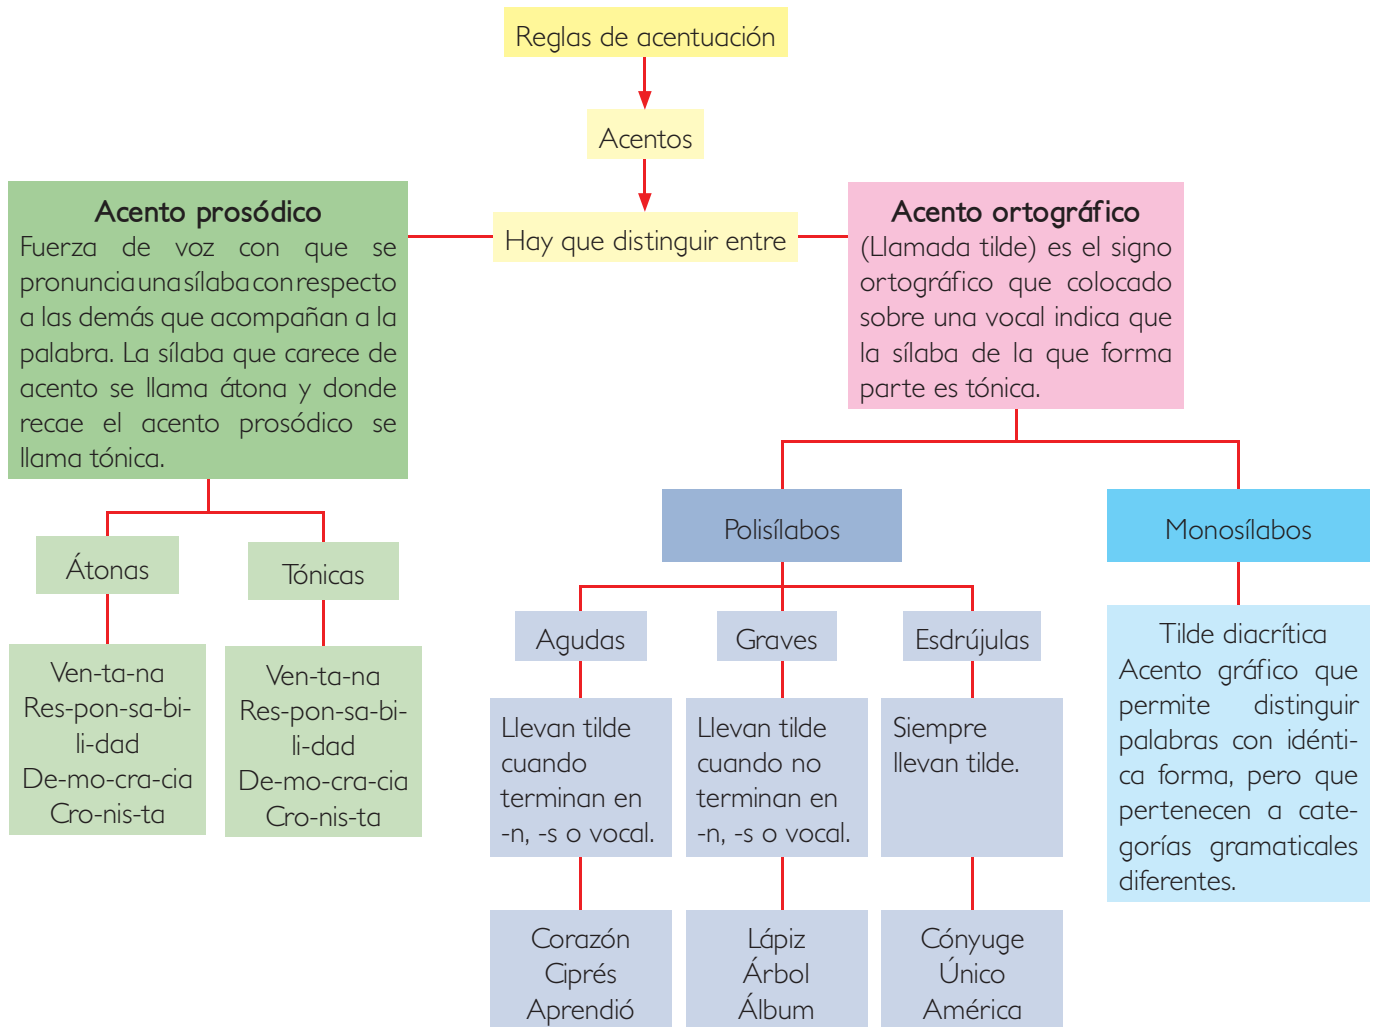 Reglas de acentuación
Acentos
Hay que distinguir entre
Acento prosódico
Fuerza de voz con que se
pronuncia una sílaba con respecto
a las demás que acompañan a la
palabra. La sílaba que carece de
acento se llama átona y donde
recae el acento prosódico se
llama tónica.
Átonas
Ven-ta-na
Res-pon-sa-bi-
li-dad
De-mo-cra-cia
Cro-nis-ta
Tónicas
Ven-ta-na
Res-pon-sa-bi-
li-dad
De-mo-cra-cia
Cro-nis-ta
Acento ortográfico
(Llamada tilde) es el signo
ortográfico que colocado
sobre una vocal indica que
la sílaba de la que forma
parte es tónica.
Polisílabos
Agudas
Llevan tilde
cuando
terminan en
-n, -s o vocal.
Corazón
Ciprés
Aprendió
Graves
Llevan tilde
cuando no
terminan en
-n, -s o vocal.
Lápiz
Árbol
Álbum
Esdrújulas
Siempre
llevan tilde.
Cónyuge
Único
América
Monosílabos
Tilde diacrítica
Acento gráfico que
permite distinguir
palabras con idénti-
ca forma, pero que
pertenecen a cate-
gorías gramaticales
diferentes.